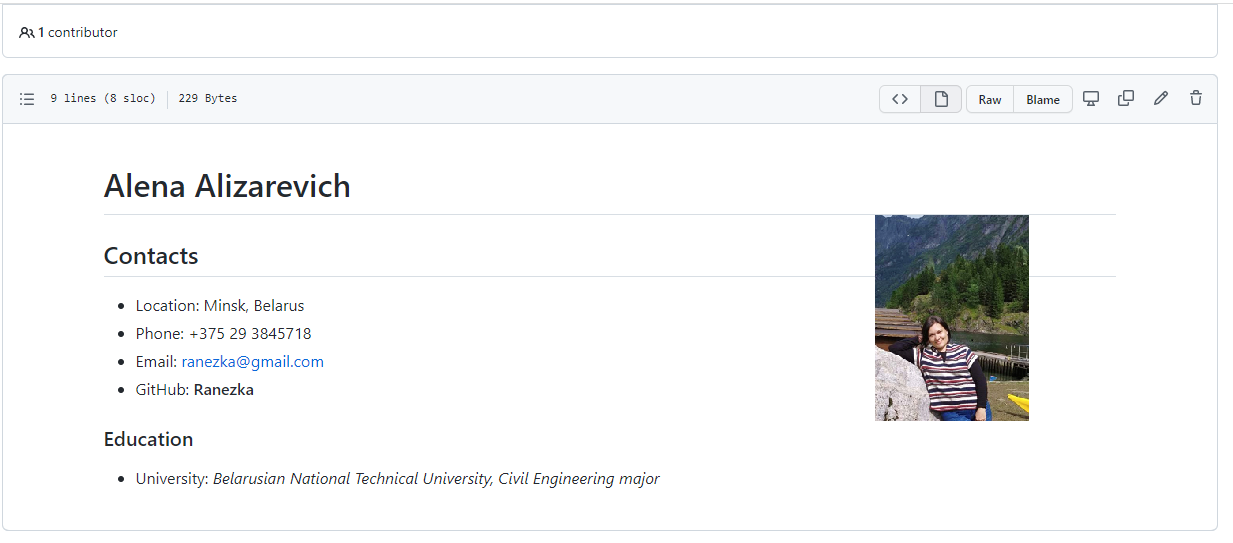 1 contributor
9 lines (8 sloc) 229 Bytes Raw Blame
Alena Alizarevich
Contacts
Location: Minsk, Belarus
Phone: +375 29 3845718
Email: ranezka@gmail.com
GitHub: Ranezka
Education
University: Belarusian National Technical University, Civil Engineering major